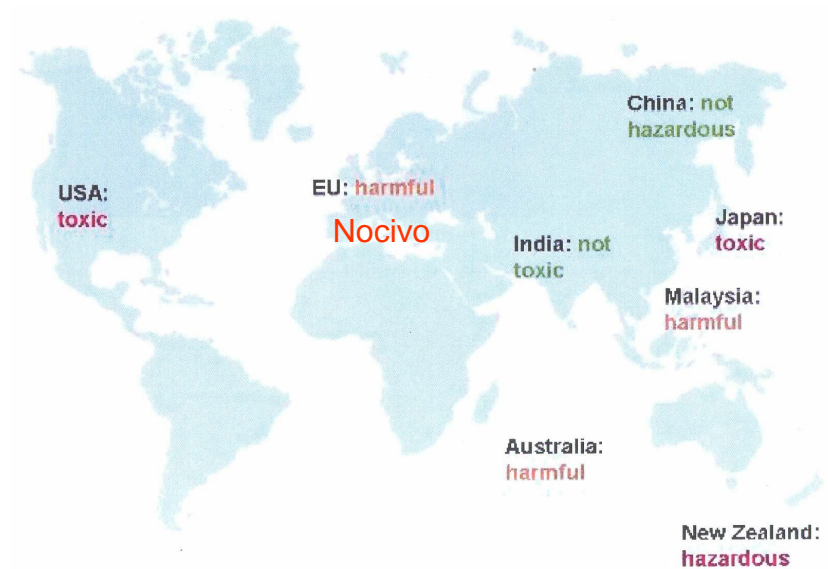 China: not
hazardous
USA:
toxic
EU: harmful
Nocivo
Japan:
toxic
India: not
toxic
Malaysia:
harmful
Australia:
harmful
New Zealand:
hazardous